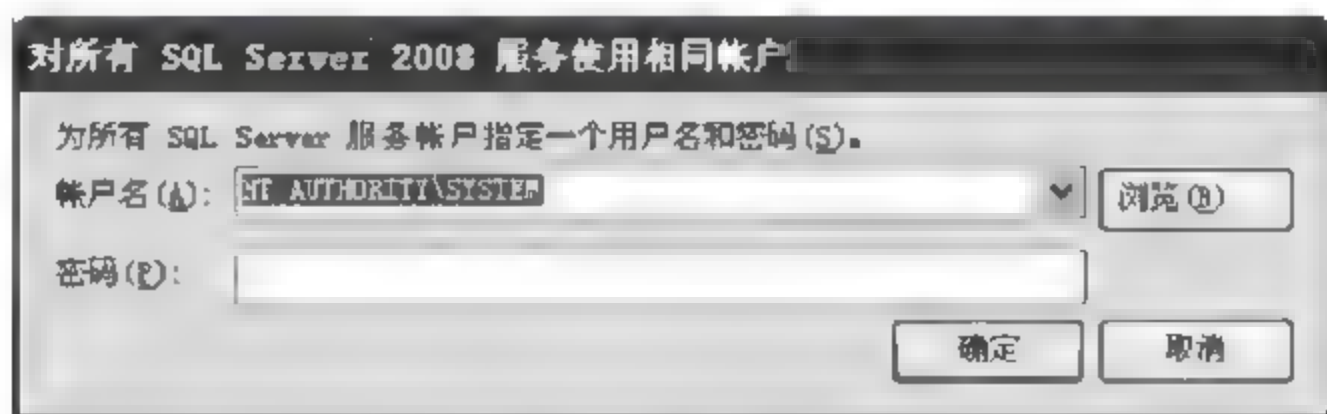 对所有 SQL Server 2008 服务使用相同帐户
为所有 SQL Server 服务帐户指定一个用户名和密码(S)。
帐户名(A): NT AUTHORITY\SYSTEM 浏览(B)
密码(P):
确定 取消